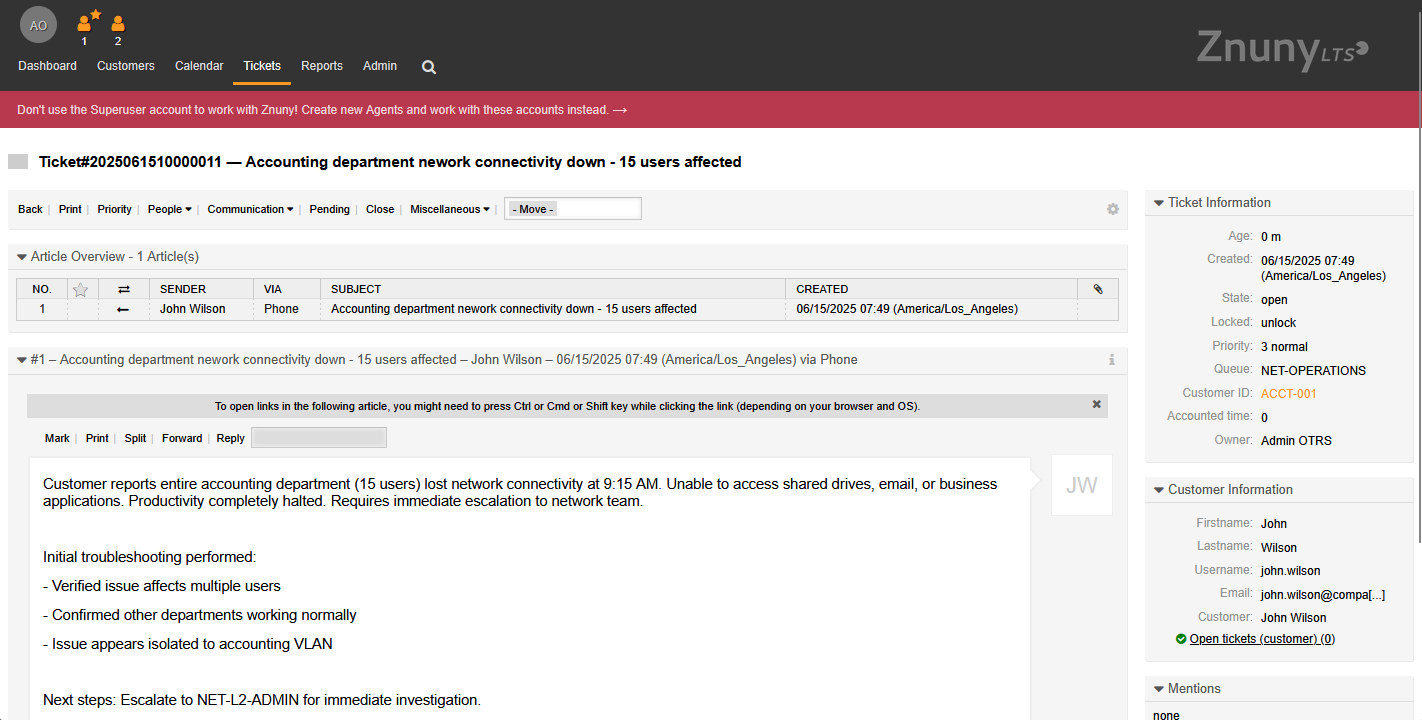 AO
1
2
Dashboard Customers Calendar Tickets Reports Admin
Znuny LTS
Don't use the Superuser account to work with Znuny! Create new Agents and work with these accounts instead. →
Ticket#2025061510000011 — Accounting department nework connectivity down - 15 users affected
Back | Print | Priority | People | Communication | Pending | Close | Miscellaneous | - Move -
Article Overview - 1 Article(s)
NO. SENDER VIA SUBJECT CREATED
1 John Wilson Phone Accounting department nework connectivity down - 15 users affected 06/15/2025 07:49 (America/Los_Angeles)
#1 – Accounting department nework connectivity down - 15 users affected – John Wilson – 06/15/2025 07:49 (America/Los_Angeles) via Phone
To open links in the following article, you might need to press Ctrl or Cmd or Shift key while clicking the link (depending on your browser and OS).
Mark | Print | Split | Forward | Reply
JW
Customer reports entire accounting department (15 users) lost network connectivity at 9:15 AM. Unable to access shared drives, email, or business
applications. Productivity completely halted. Requires immediate escalation to network team.
Initial troubleshooting performed:
- Verified issue affects multiple users
- Confirmed other departments working normally
- Issue appears isolated to accounting VLAN
Next steps: Escalate to NET-L2-ADMIN for immediate investigation.
Ticket Information
Age: 0 m
Created: 06/15/2025 07:49
(America/Los_Angeles)
State: open
Locked: unlock
Priority: 3 normal
Queue: NET-OPERATIONS
Customer ID: ACCT-001
Accounted time: 0
Owner: Admin OTRS
Customer Information
Firstname: John
Lastname: Wilson
Username: john.wilson
Email: john.wilson@compa[...]
Customer: John Wilson
Open tickets (customer) (0)
Mentions
none